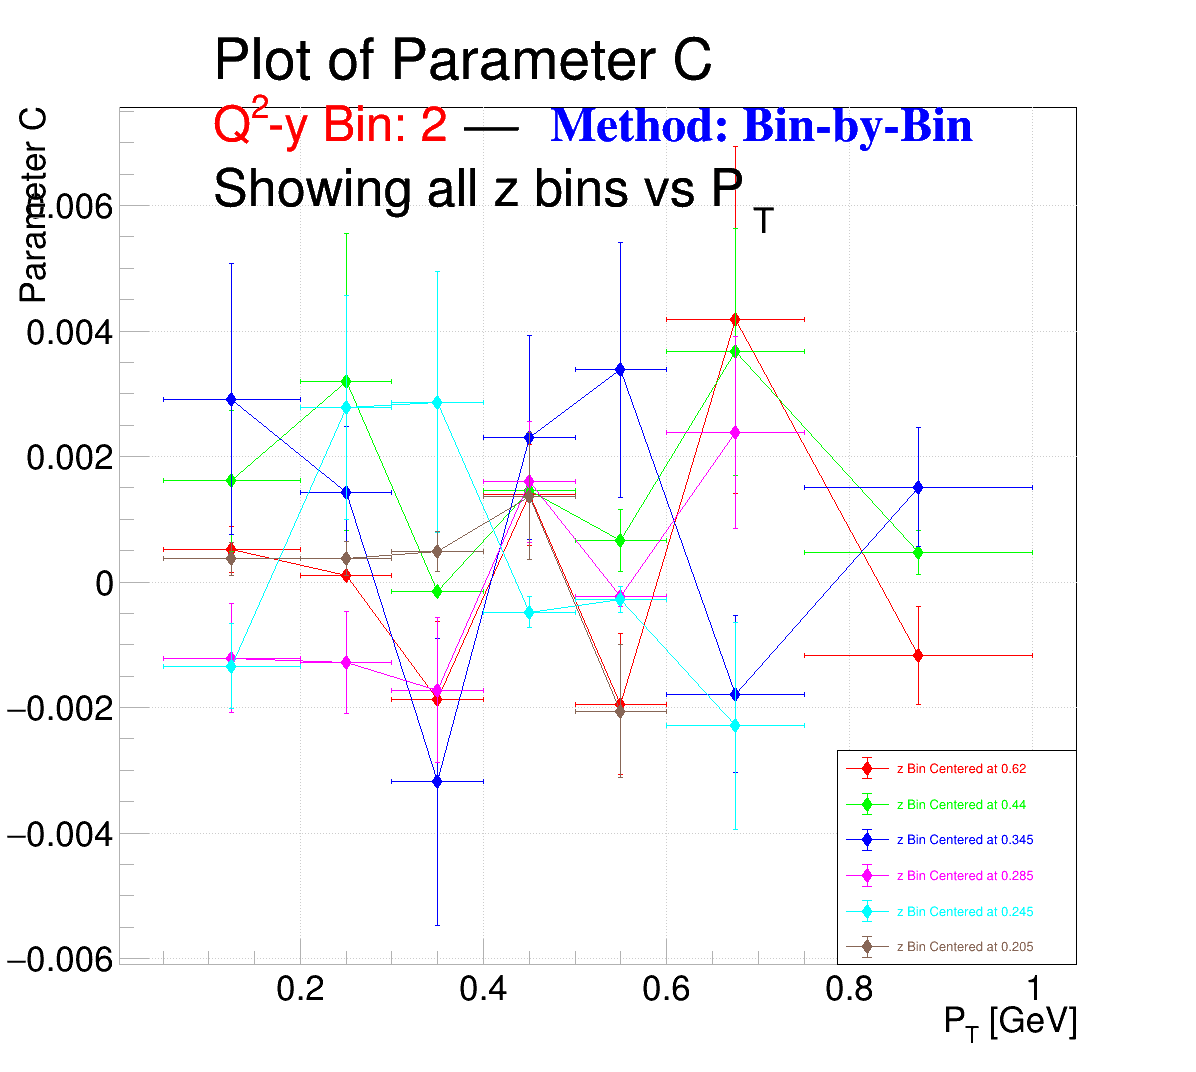 Plot of Parameter C
Q²-y Bin: 2 — Method: Bin-by-Bin
Showing all z bins vs P_T
Parameter C
0.006
0.004
0.002
0
−0.002
−0.004
−0.006
z Bin Centered at 0.62
z Bin Centered at 0.44
z Bin Centered at 0.345
z Bin Centered at 0.285
z Bin Centered at 0.245
z Bin Centered at 0.205
0.2 0.4 0.6 0.8 1
P_T [GeV]